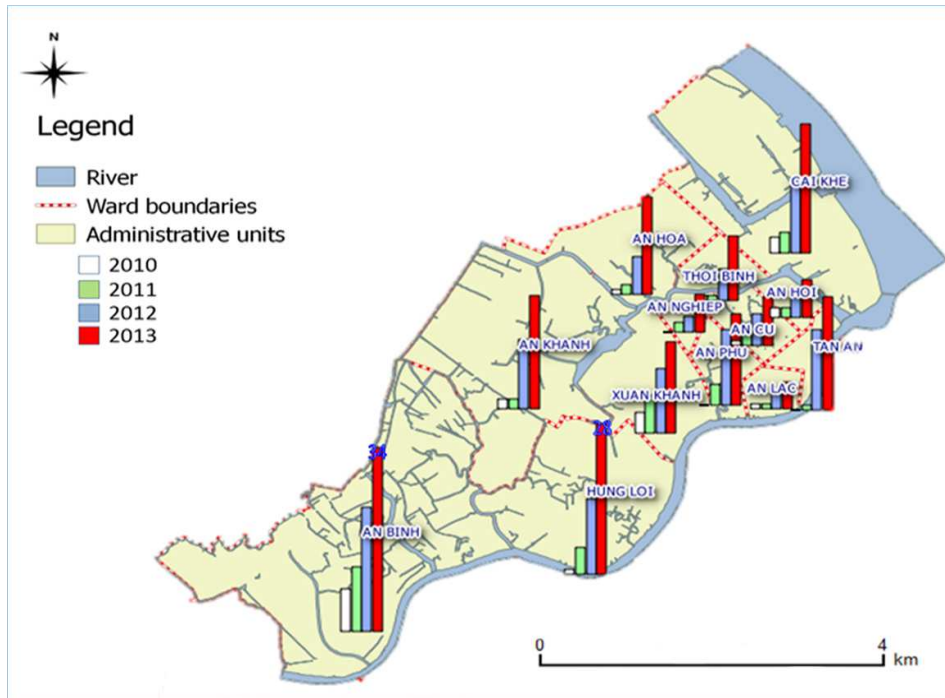 N
Legend
River
Ward boundaries
Administrative units
2010
2011
2012
2013
CAI KHE
AN HOA
THOI BINH
AN HOI
AN NGHIEP
AN CU
TAN AN
AN KHANH
AN PHU
AN LAC
XUAN KHANH
34
HUNG LOI
AN BINH
0
4
km